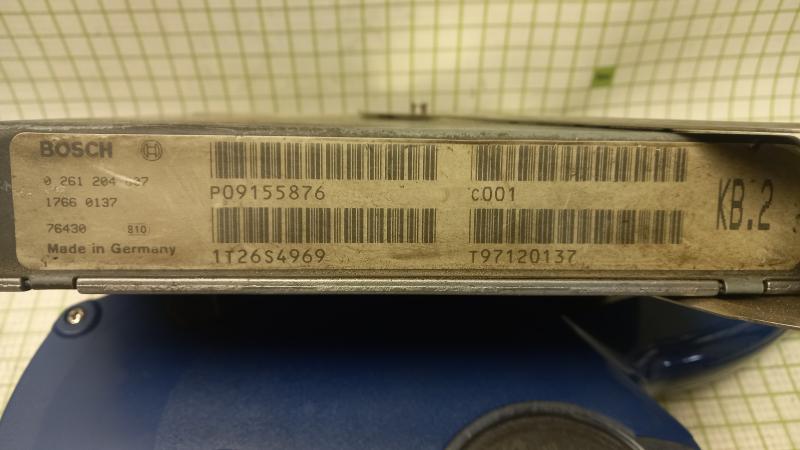 BOSCH
0 261 204
1766 0137
76430 810
Made in Germany
P09155876
1T26S4969
C001
T97120137
KB.2